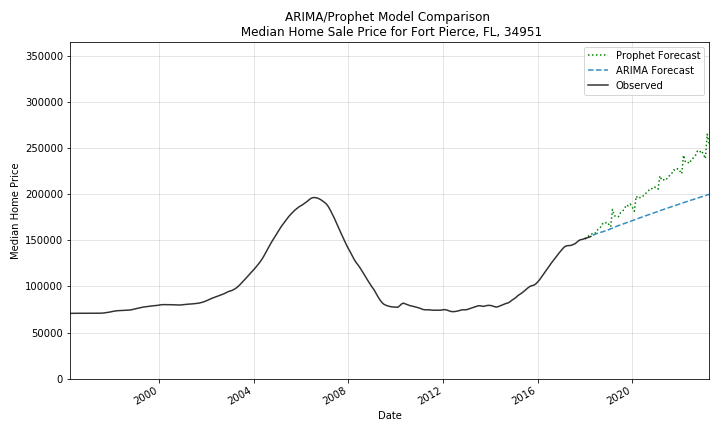 ARIMA/Prophet Model Comparison
Median Home Sale Price for Fort Pierce, FL, 34951
Prophet Forecast
ARIMA Forecast
Observed
Median Home Price
350000
300000
250000
200000
150000
100000
50000
0
2000
2004
2008
2012
2016
2020
Date